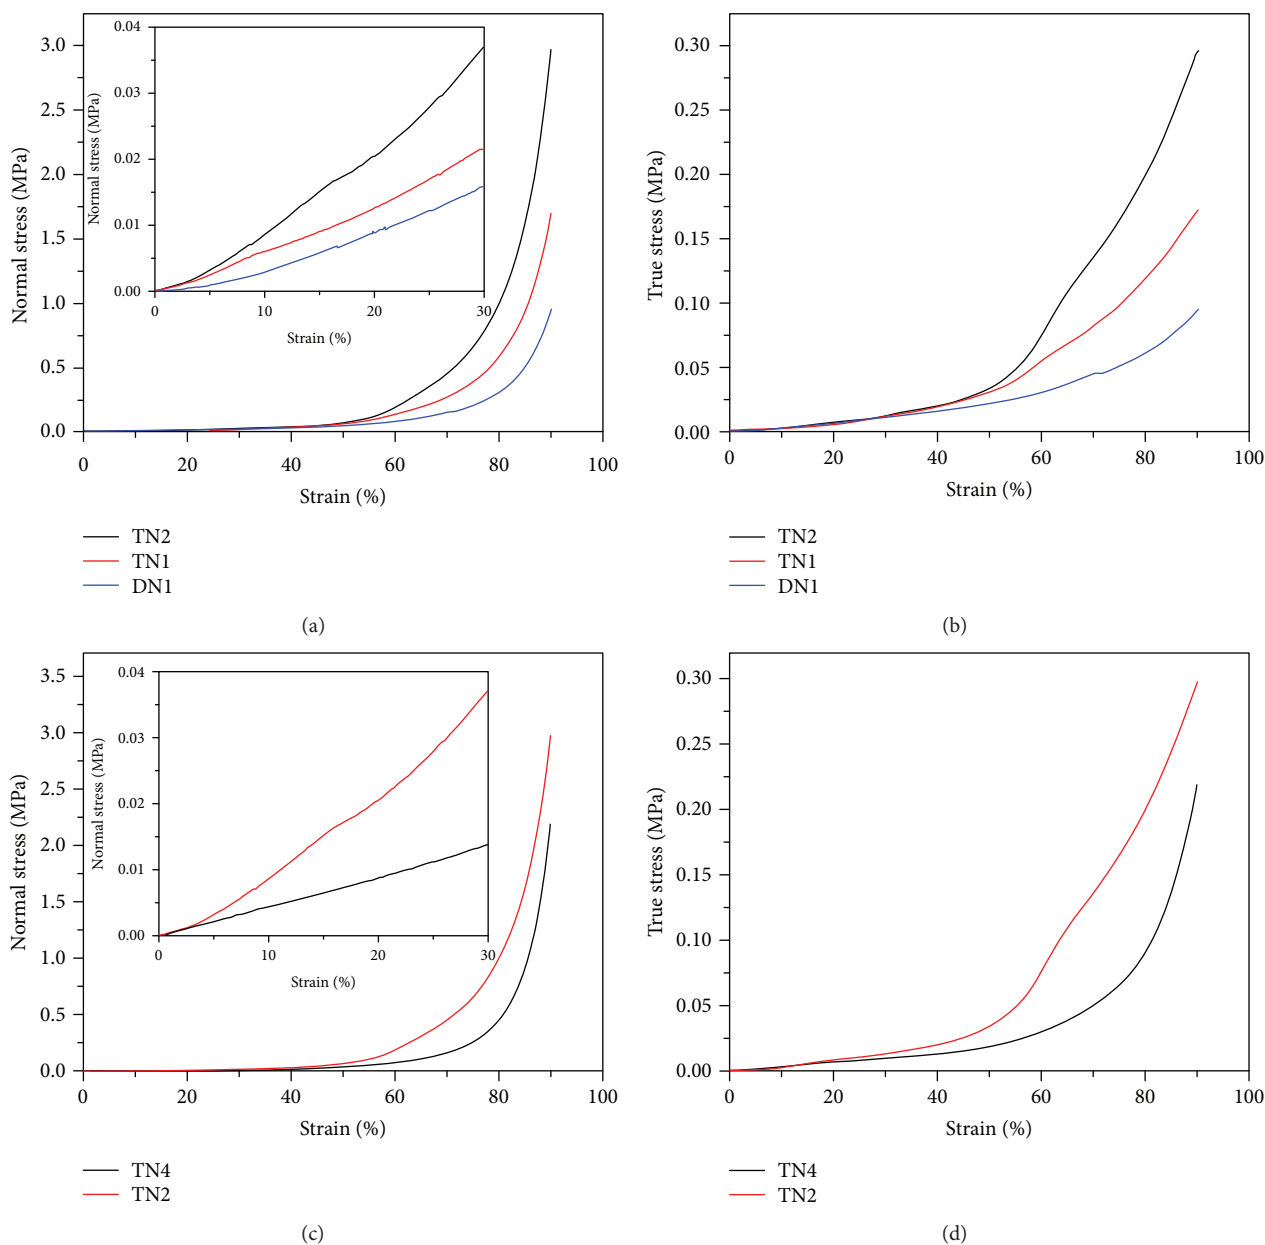 3.0
2.5
2.0
1.5
1.0
0.5
0.0
Normal stress (MPa)
0 20 40 60 80 100
Strain (%)
0.04
0.03
0.02
0.01
0.00
Normal stress (MPa)
0 10 20 30
Strain (%)
TN2
TN1
DN1
(a)
0.30
0.25
0.20
0.15
0.10
0.05
0.00
True stress (MPa)
0 20 40 60 80 100
Strain (%)
TN2
TN1
DN1
(b)
3.5
3.0
2.5
2.0
1.5
1.0
0.5
0.0
Normal stress (MPa)
0 20 40 60 80 100
Strain (%)
0.04
0.03
0.02
0.01
0.00
Normal stress (MPa)
0 10 20 30
Strain (%)
TN4
TN2
(c)
0.30
0.25
0.20
0.15
0.10
0.05
0.00
True stress (MPa)
0 20 40 60 80 100
Strain (%)
TN4
TN2
(d)